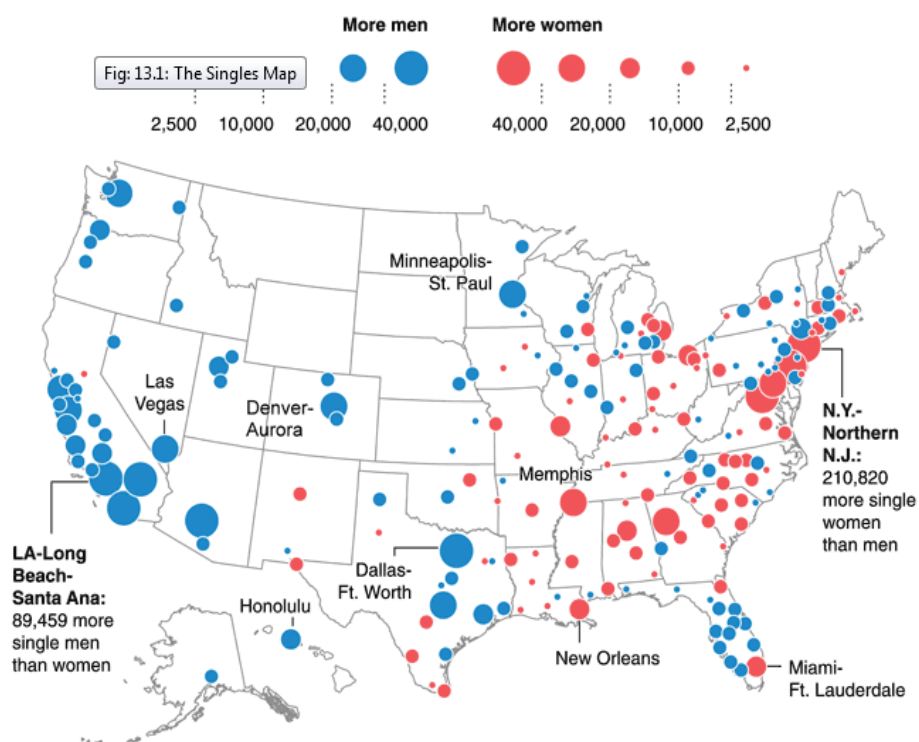 More men
More women
Fig: 13.1: The Singles Map
2,500
10,000
20,000
40,000
40,000
20,000
10,000
2,500
Minneapolis-
St. Paul
Las
Vegas
Denver-
Aurora
N.Y.-
Northern
N.J.:
210,820
more single
women
than men
Memphis
LA-Long
Beach-
Santa Ana:
89,459 more
single men
than women
Dallas-
Ft. Worth
Honolulu
New Orleans
Miami-
Ft. Lauderdale